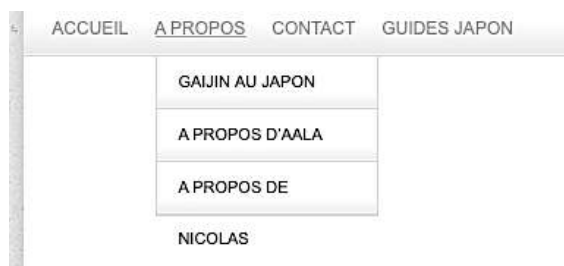 ACCUEIL A PROPOS CONTACT GUIDES JAPON
GAIJIN AU JAPON
A PROPOS D'AALA
A PROPOS DE
NICOLAS